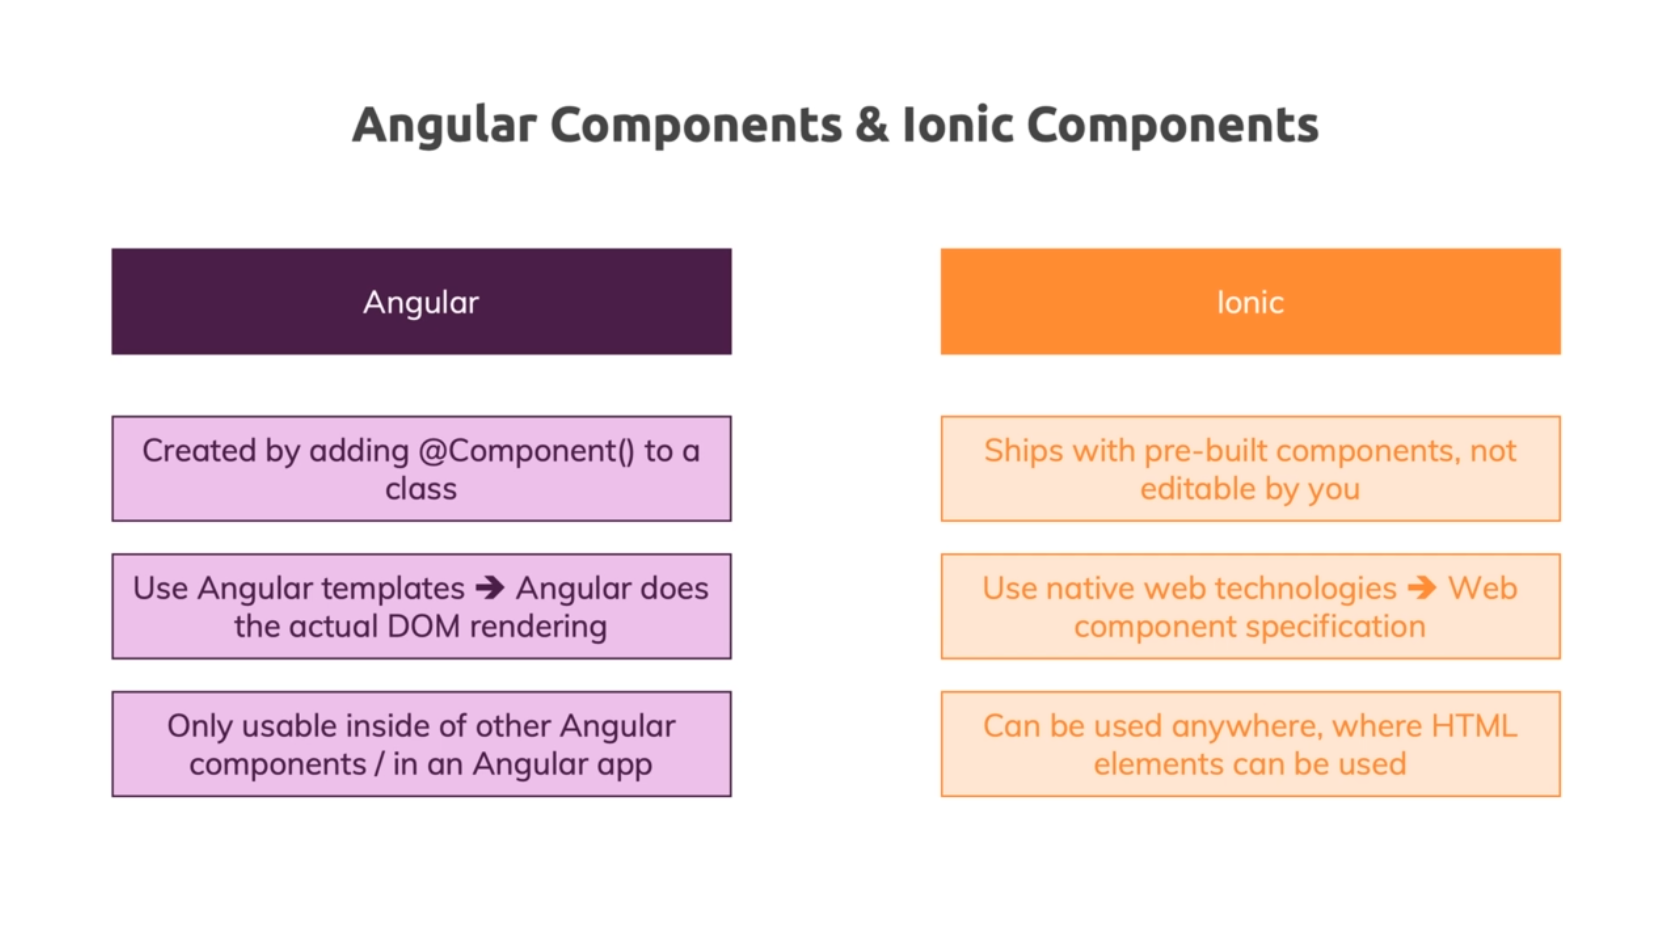 Angular Components & Ionic Components
Angular
Created by adding @Component() to a
class
Use Angular templates ➔ Angular does
the actual DOM rendering
Only usable inside of other Angular
components / in an Angular app
Ionic
Ships with pre-built components, not
editable by you
Use native web technologies ➔ Web
component specification
Can be used anywhere, where HTML
elements can be used